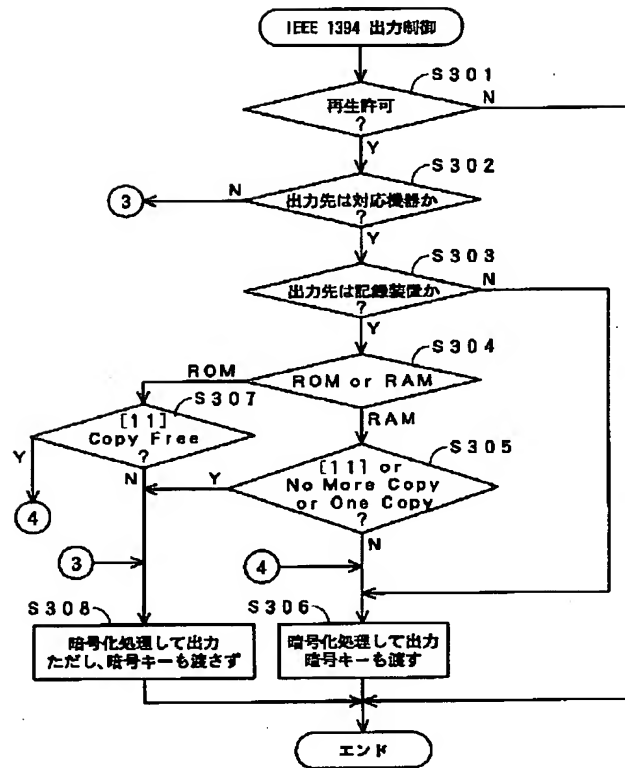 IEEE 1394 出力制御
S301
再生許可
?
N
Y
S302
出力先は対応機器か
?
N
3
Y
S303
出力先は記録装置か
?
N
Y
S304
ROM or RAM
ROM
RAM
S307
[11]
Copy Free
?
Y
N
4
S305
[11] or
No More Copy
or One Copy
?
Y
N
3
4
S308
暗号化処理して出力
ただし、暗号キーも渡さず
S306
暗号化処理して出力
暗号キーも渡す
エンド